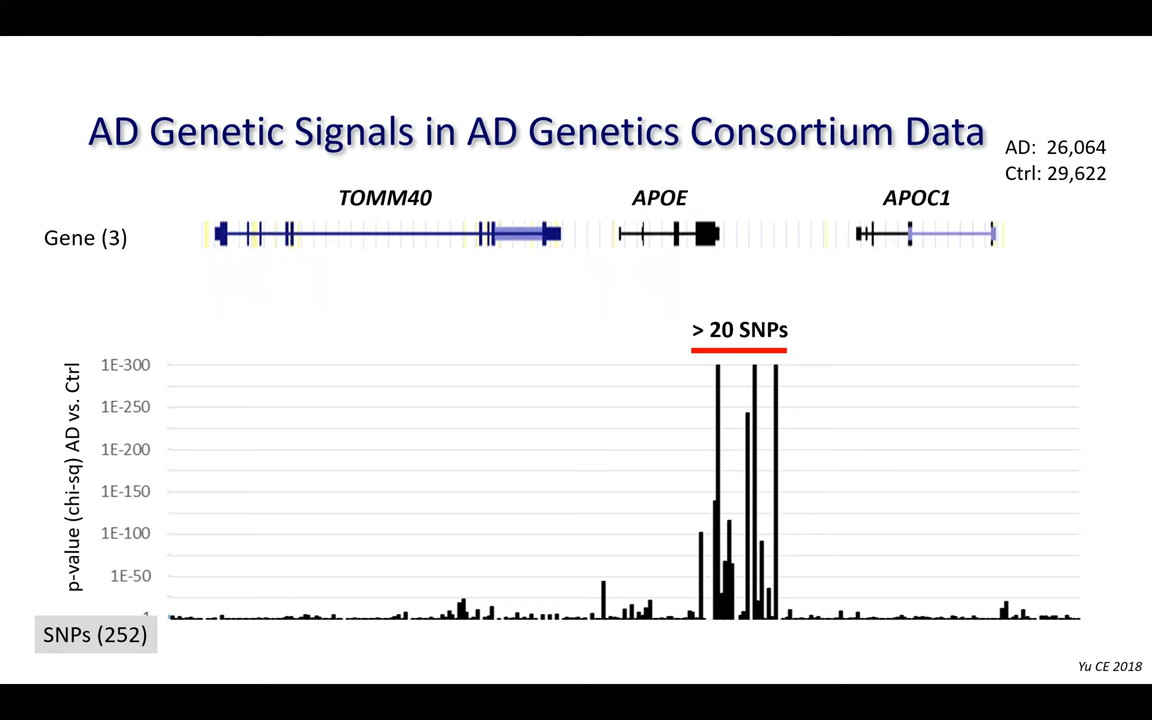 AD Genetic Signals in AD Genetics Consortium Data
AD: 26,064
Ctrl: 29,622
TOMM40
APOE
APOC1
Gene (3)
> 20 SNPs
p-value (chi-sq) AD vs. Ctrl
1E-300
1E-250
1E-200
1E-150
1E-100
1E-50
1
SNPs (252)
Yu CE 2018